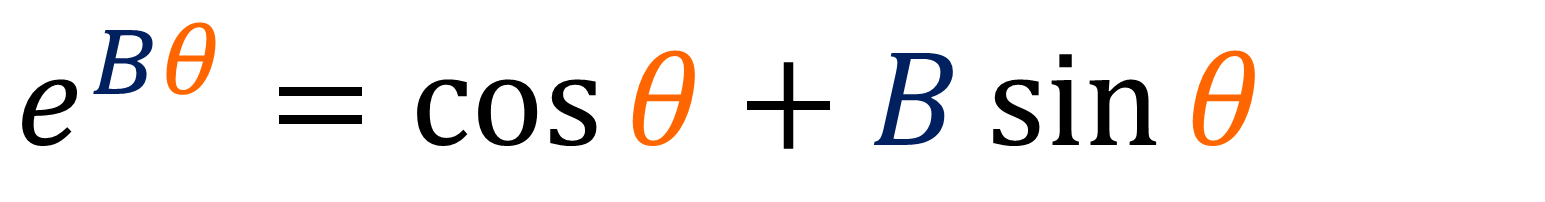 e^{Bθ} = cos θ + B sin θ